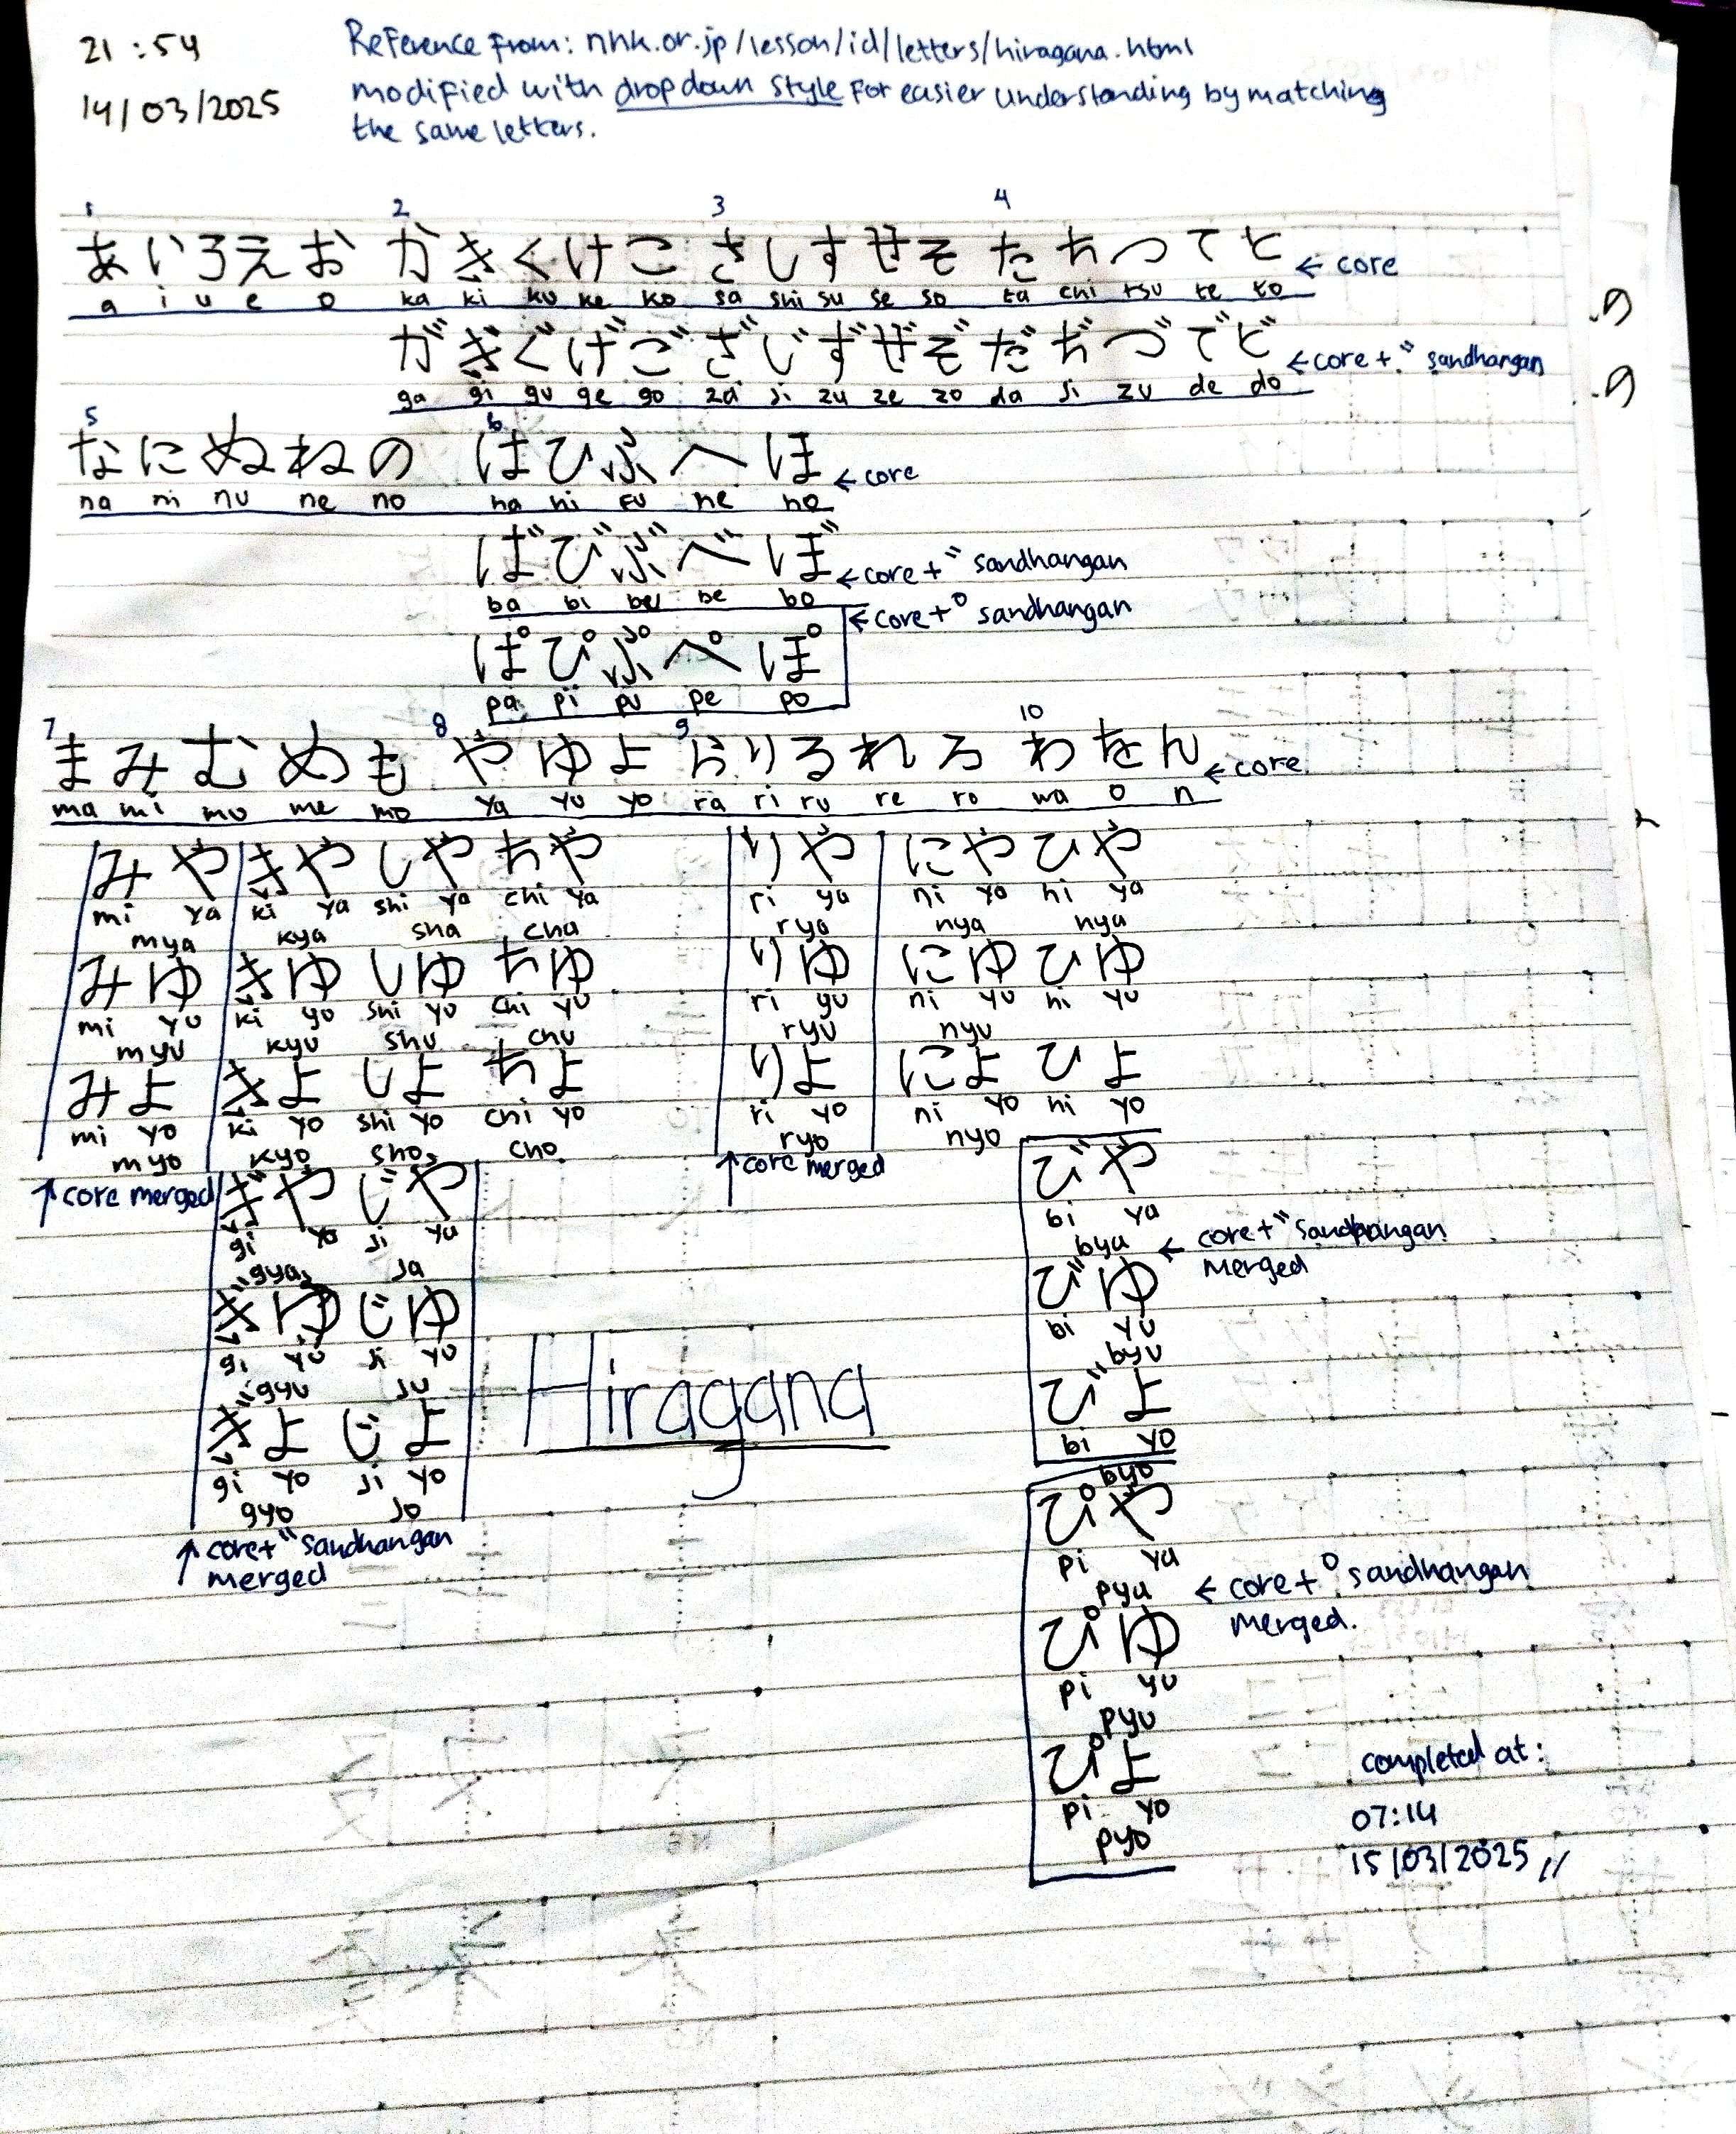 21:54
14/03/2025
Reference from: nhk.or.jp/lesson/id/letters/hiragana.html
modified with dropdown style for easier understanding by matching
the same letters.
1 2 3 4
あいうえお かきくけこ さしすせそ たちつてと ← core
a i u e o ka ki ku ke ko sa shi su se so ta chi tsu te to
がぎぐげご ざじずぜぞ だぢづでど ← core + " sandhangan
ga gi gu ge go za ji zu ze zo da ji zu de do
5 6
なにぬねの はひふへほ ← core
na ni nu ne no ha hi fu he ho
ばびぶべぼ ← core + " sandhangan
ba bi bu be bo
← core + ° sandhangan
ぱぴぷぺぽ
pa pi pu pe po
7 8 9 10
まみむめも やゆよ らりるれろ わをん ← core
ma mi mu me mo ya yu yo ra ri ru re ro wa o n
みや きや しや ちや りや にや ひや
mi ya ki ya shi ya chi ya ri ya ni ya hi ya
mya kya sha cha rya nya nya
みゆ きゆ しゆ ちゆ りゆ にゆ ひゆ
mi yu ki yu shi yu chi yu ri yu ni yu hi yu
myu kyu shu chu ryu nyu
みよ きよ しよ ちよ りよ によ ひよ
mi yo ki yo shi yo chi yo ri yo ni yo hi yo
myo kyo sho cho ryo nyo
↑ core merged
↑ core merged
ぎや じや
gi ya ji ya
gya ja
ぎゆ じゆ
gi yu ji yu
gyu ju
ぎよ じよ
gi yo ji yo
gyo jo
↑ core + " sandhangan
merged
Hiragana
びや
bi ya
bya
← core + " sandhangan
merged
びゆ
bi yu
byu
びよ
bi yo
byo
ぴや
pi ya
pya
← core + ° sandhangan
merged.
ぴゆ
pi yu
pyu
ぴよ
pi yo
pyo
completed at:
07:14
15/03/2025 //